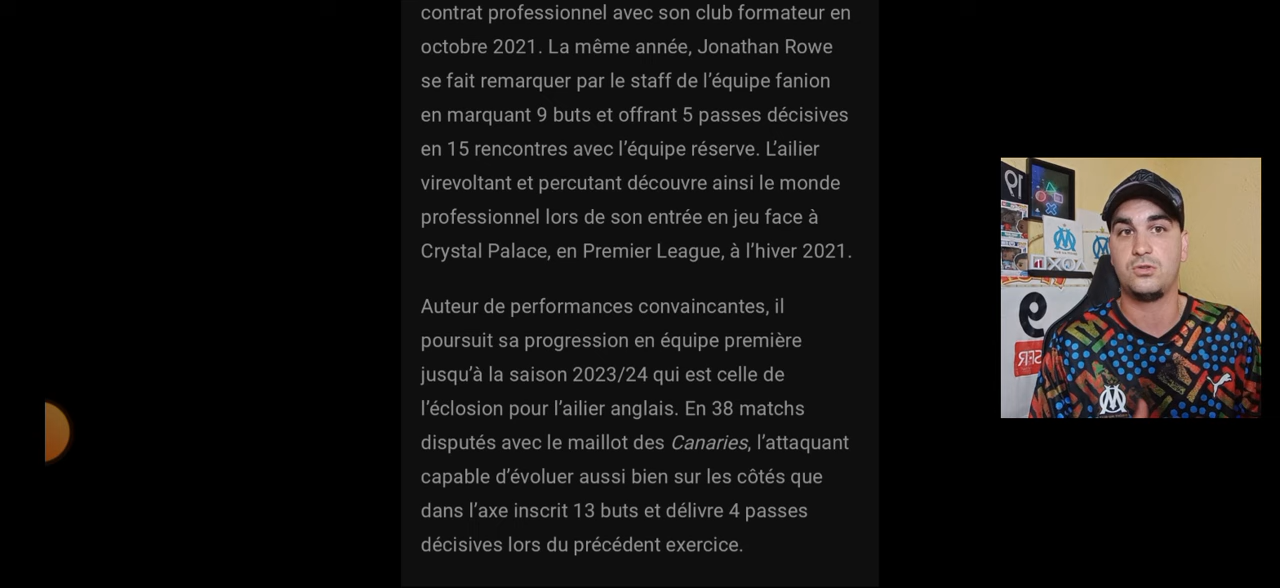 contrat professionnel avec son club formateur en
octobre 2021. La même année, Jonathan Rowe
se fait remarquer par le staff de l’équipe fanion
en marquant 9 buts et offrant 5 passes décisives
en 15 rencontres avec l’équipe réserve. L’ailier
virevoltant et percutant découvre ainsi le monde
professionnel lors de son entrée en jeu face à
Crystal Palace, en Premier League, à l’hiver 2021.
Auteur de performances convaincantes, il
poursuit sa progression en équipe première
jusqu’à la saison 2023/24 qui est celle de
l’éclosion pour l’ailier anglais. En 38 matchs
disputés avec le maillot des Canaries, l’attaquant
capable d’évoluer aussi bien sur les côtés que
dans l’axe inscrit 13 buts et délivre 4 passes
décisives lors du précédent exercice.
19
9
SFR